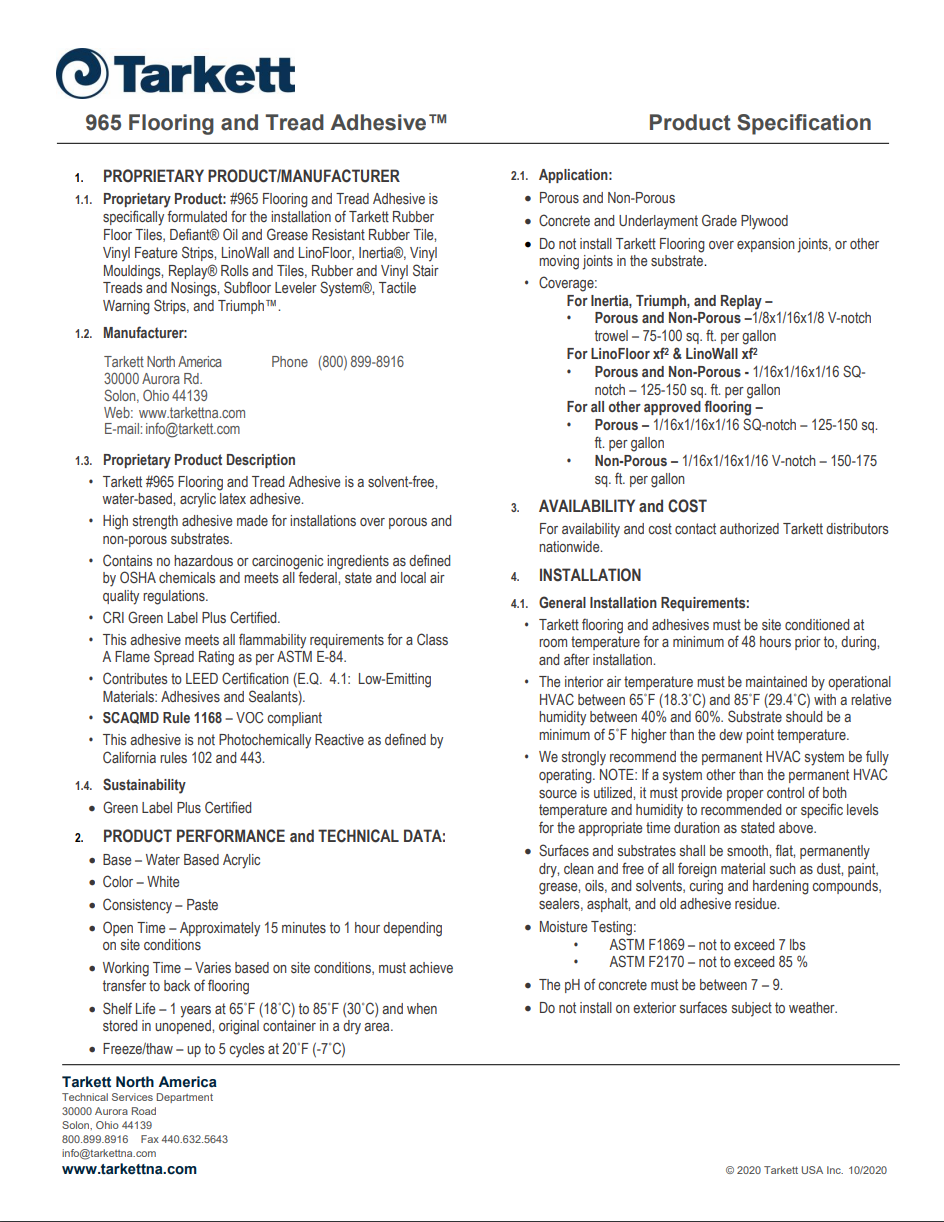 Tarkett
965 Flooring and Tread Adhesive™ Product Specification
1. PROPRIETARY PRODUCT/MANUFACTURER
1.1. Proprietary Product: #965 Flooring and Tread Adhesive is
specifically formulated for the installation of Tarkett Rubber
Floor Tiles, Defiant® Oil and Grease Resistant Rubber Tile,
Vinyl Feature Strips, LinoWall and LinoFloor, Inertia®, Vinyl
Mouldings, Replay® Rolls and Tiles, Rubber and Vinyl Stair
Treads and Nosings, Subfloor Leveler System®, Tactile
Warning Strips, and Triumph™.
1.2. Manufacturer:
Tarkett North America Phone (800) 899-8916
30000 Aurora Rd.
Solon, Ohio 44139
Web: www.tarkettna.com
E-mail: info@tarkett.com
1.3. Proprietary Product Description
• Tarkett #965 Flooring and Tread Adhesive is a solvent-free,
water-based, acrylic latex adhesive.
• High strength adhesive made for installations over porous and
non-porous substrates.
• Contains no hazardous or carcinogenic ingredients as defined
by OSHA chemicals and meets all federal, state and local air
quality regulations.
• CRI Green Label Plus Certified.
• This adhesive meets all flammability requirements for a Class
A Flame Spread Rating as per ASTM E-84.
• Contributes to LEED Certification (E.Q. 4.1: Low-Emitting
Materials: Adhesives and Sealants).
• SCAQMD Rule 1168 – VOC compliant
• This adhesive is not Photochemically Reactive as defined by
California rules 102 and 443.
1.4. Sustainability
• Green Label Plus Certified
2. PRODUCT PERFORMANCE and TECHNICAL DATA:
• Base – Water Based Acrylic
• Color – White
• Consistency – Paste
• Open Time – Approximately 15 minutes to 1 hour depending
on site conditions
• Working Time – Varies based on site conditions, must achieve
transfer to back of flooring
• Shelf Life – 1 years at 65˚F (18˚C) to 85˚F (30˚C) and when
stored in unopened, original container in a dry area.
• Freeze/thaw – up to 5 cycles at 20˚F (-7˚C)
2.1. Application:
• Porous and Non-Porous
• Concrete and Underlayment Grade Plywood
• Do not install Tarkett Flooring over expansion joints, or other
moving joints in the substrate.
• Coverage:
For Inertia, Triumph, and Replay –
• Porous and Non-Porous –1/8x1/16x1/8 V-notch
trowel – 75-100 sq. ft. per gallon
For LinoFloor xf² & LinoWall xf²
• Porous and Non-Porous - 1/16x1/16x1/16 SQ-
notch – 125-150 sq. ft. per gallon
For all other approved flooring –
• Porous – 1/16x1/16x1/16 SQ-notch – 125-150 sq.
ft. per gallon
• Non-Porous – 1/16x1/16x1/16 V-notch – 150-175
sq. ft. per gallon
3. AVAILABILITY and COST
For availability and cost contact authorized Tarkett distributors
nationwide.
4. INSTALLATION
4.1. General Installation Requirements:
• Tarkett flooring and adhesives must be site conditioned at
room temperature for a minimum of 48 hours prior to, during,
and after installation.
• The interior air temperature must be maintained by operational
HVAC between 65˚F (18.3˚C) and 85˚F (29.4˚C) with a relative
humidity between 40% and 60%. Substrate should be a
minimum of 5˚F higher than the dew point temperature.
• We strongly recommend the permanent HVAC system be fully
operating. NOTE: If a system other than the permanent HVAC
source is utilized, it must provide proper control of both
temperature and humidity to recommended or specific levels
for the appropriate time duration as stated above.
• Surfaces and substrates shall be smooth, flat, permanently
dry, clean and free of all foreign material such as dust, paint,
grease, oils, and solvents, curing and hardening compounds,
sealers, asphalt, and old adhesive residue.
• Moisture Testing:
• ASTM F1869 – not to exceed 7 lbs
• ASTM F2170 – not to exceed 85 %
• The pH of concrete must be between 7 – 9.
• Do not install on exterior surfaces subject to weather.
Tarkett North America
Technical Services Department
30000 Aurora Road
Solon, Ohio 44139
800.899.8916 Fax 440.632.5643
info@tarkettna.com
www.tarkettna.com
© 2020 Tarkett USA Inc. 10/2020